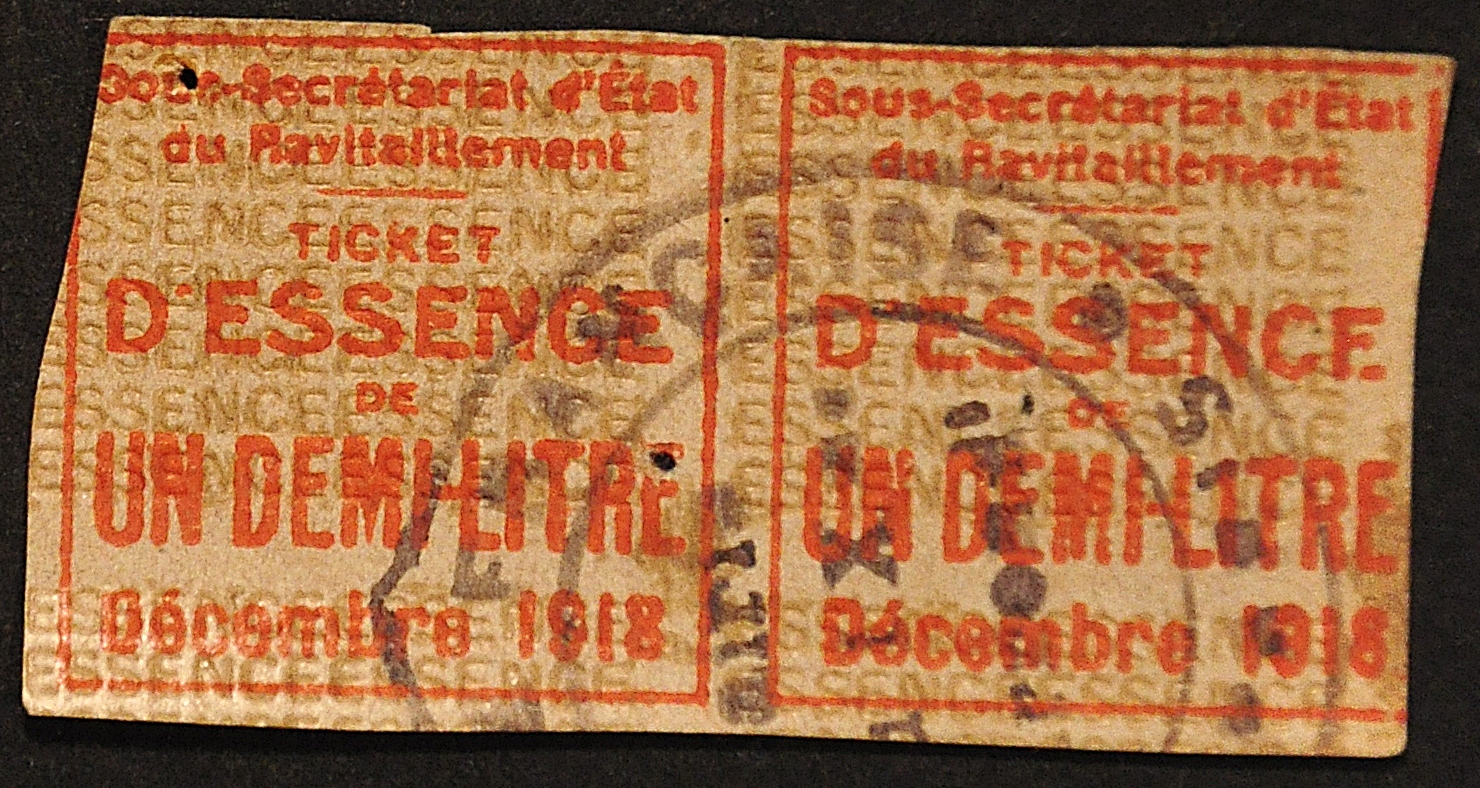 Sous-Secrétariat d'État
du Ravitaillement
TICKET
D'ESSENCE
DE
UN DEMI-LITRE
Décembre 1918
Sous-Secrétariat d'État
du Ravitaillement
TICKET
D'ESSENCE
DE
UN DEMI-LITRE
Décembre 1918